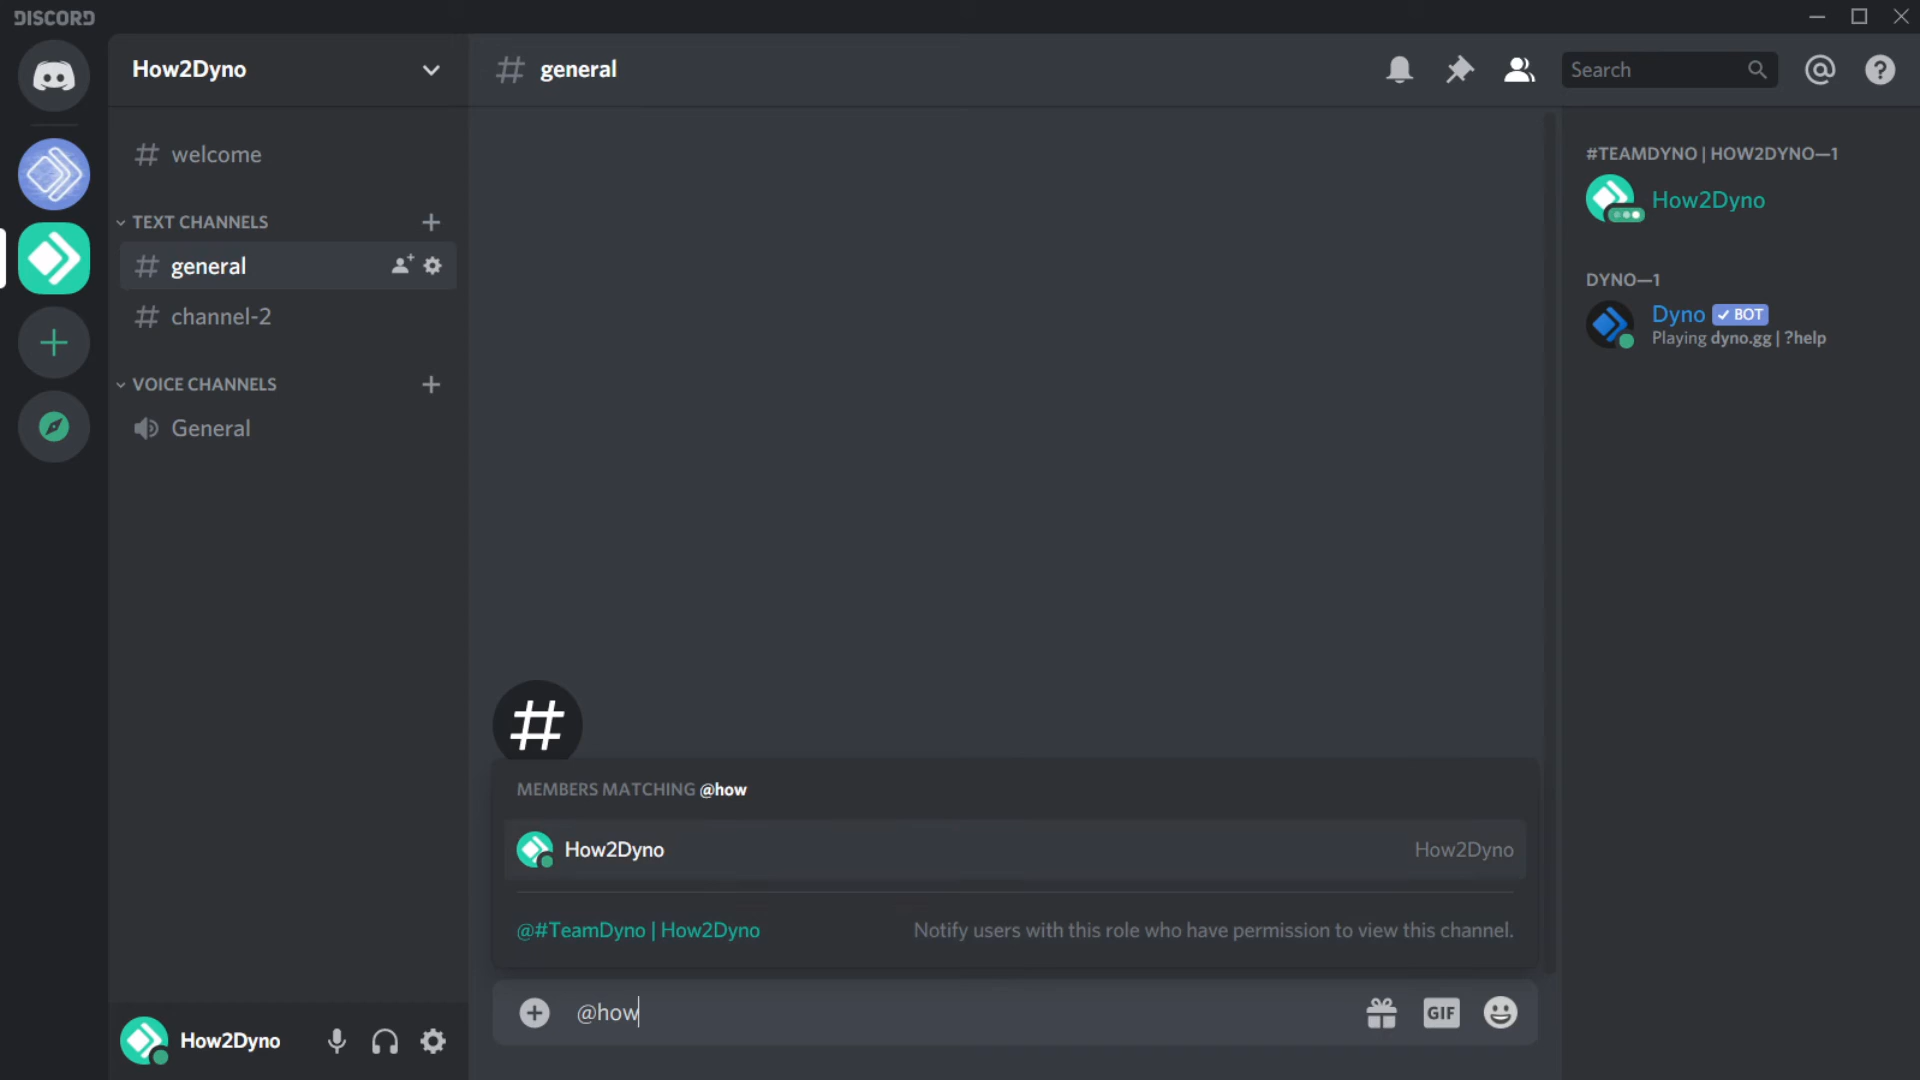 DISCORD
How2Dyno
general
Search
welcome
TEXT CHANNELS
general
channel-2
VOICE CHANNELS
General
#TEAMDYNO | HOW2DYNO—1
How2Dyno
DYNO—1
Dyno BOT
Playing dyno.gg | ?help
MEMBERS MATCHING @how
How2Dyno How2Dyno
@#TeamDyno | How2Dyno Notify users with this role who have permission to view this channel.
@how
GIF
How2Dyno